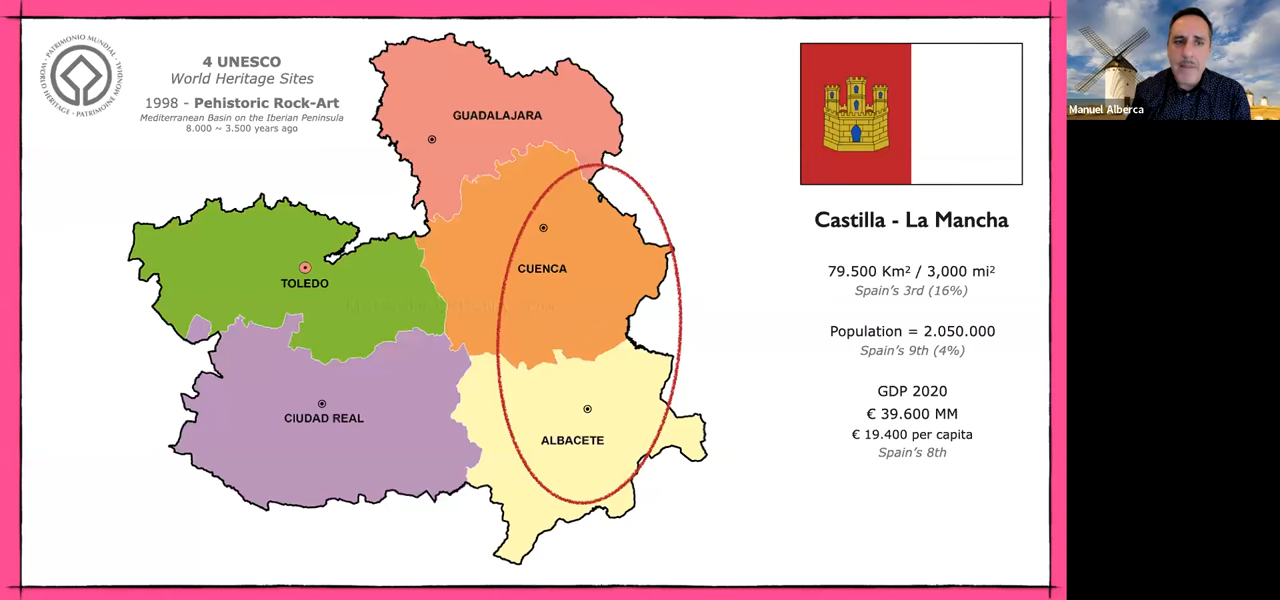 PATRIMONIO MUNDIAL · WORLD HERITAGE · PATRIMOINE MONDIAL ·
4 UNESCO
World Heritage Sites
1998 - Pehistoric Rock-Art
Mediterranean Basin on the Iberian Peninsula
8.000 ~ 3.500 years ago
GUADALAJARA
CUENCA
TOLEDO
CIUDAD REAL
ALBACETE
Castilla - La Mancha
79.500 Km² / 3,000 mi²
Spain's 3rd (16%)
Population = 2.050.000
Spain's 9th (4%)
GDP 2020
€ 39.600 MM
€ 19.400 per capita
Spain's 8th
Manuel Alberca